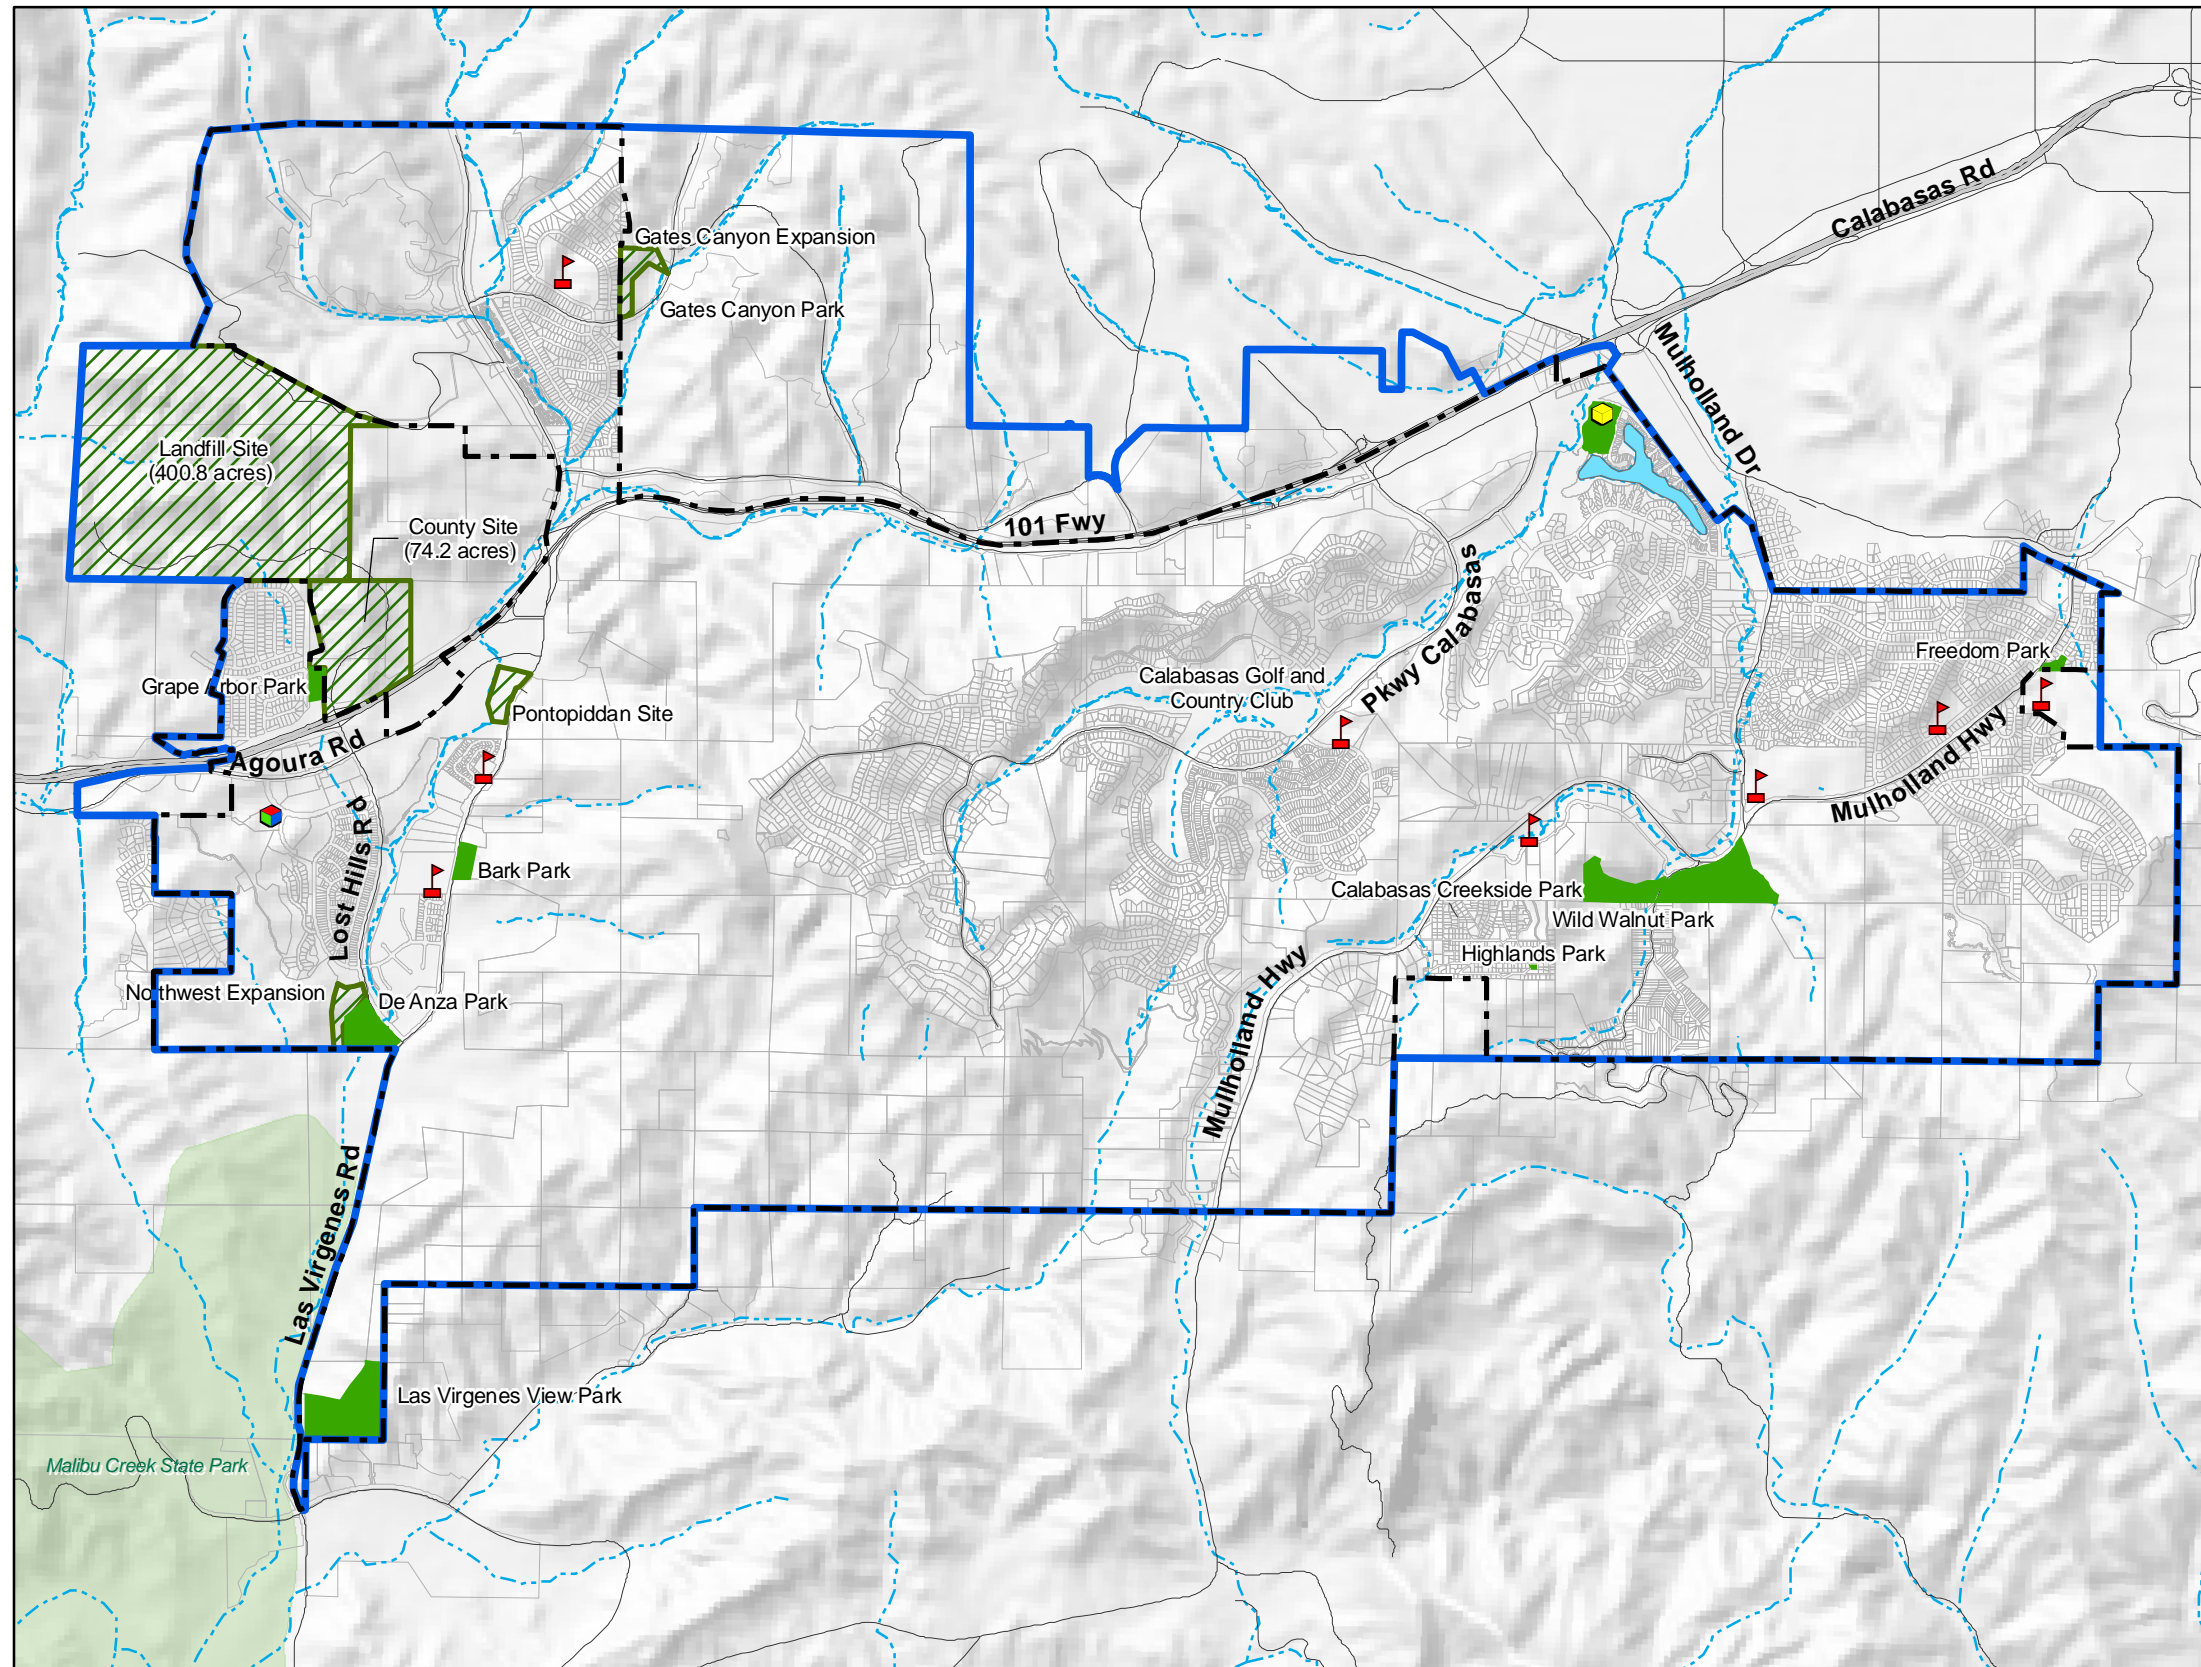 Calabasas Rd
Gates Canyon Expansion
Gates Canyon Park
Mulholland Dr
Landfill Site
(400.8 acres)
County Site
(74.2 acres)
101 Fwy
Pkwy Calabasas
Freedom Park
Grape Arbor Park
Calabasas Golf and
Country Club
Pontopiddan Site
Agoura Rd
Mulholland Hwy
Lost Hills Rd
Bark Park
Calabasas Creekside Park
Wild Walnut Park
Highlands Park
Northwest Expansion
De Anza Park
Mulholland Hwy
Las Virgenes Rd
Las Virgenes View Park
Malibu Creek State Park